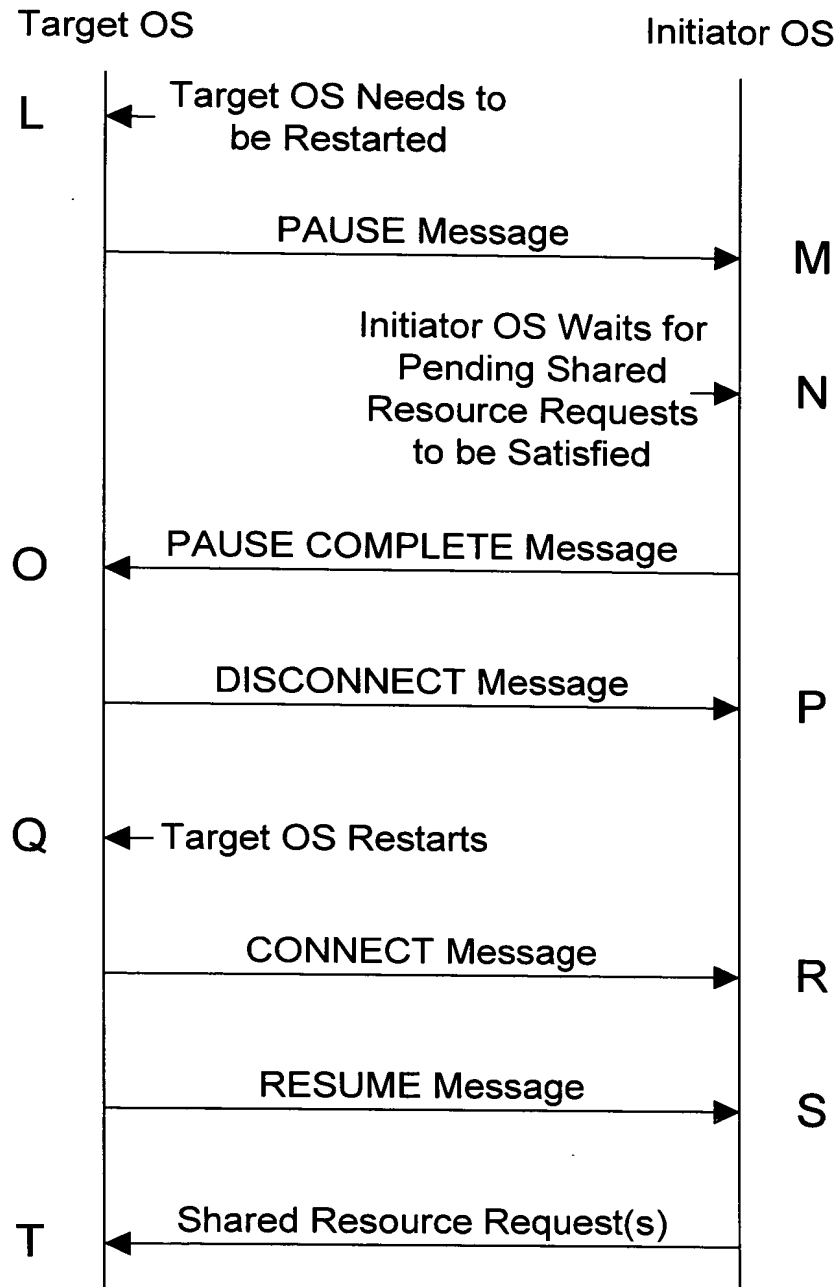 Target OS
Initiator OS
L
Target OS Needs to
be Restarted
PAUSE Message
M
Initiator OS Waits for
Pending Shared
Resource Requests
to be Satisfied
N
O
PAUSE COMPLETE Message
DISCONNECT Message
P
Q
Target OS Restarts
CONNECT Message
R
RESUME Message
S
T
Shared Resource Request(s)